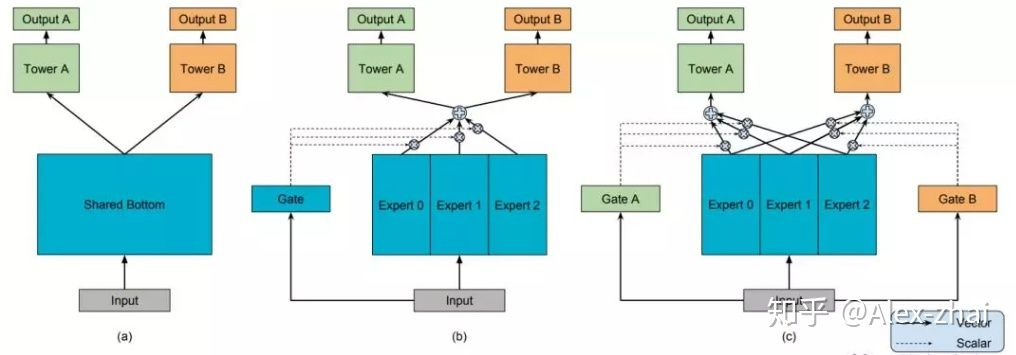 Output A
Output B
Tower A
Tower B
Shared Bottom
Input
(a)
Output A
Output B
Tower A
Tower B
Gate
Expert 0
Expert 1
Expert 2
Input
(b)
Output A
Output B
Tower A
Tower B
Gate A
Expert 0
Expert 1
Expert 2
Gate B
Input
(c)
Vector
Scalar
知乎 @Alex-zhai